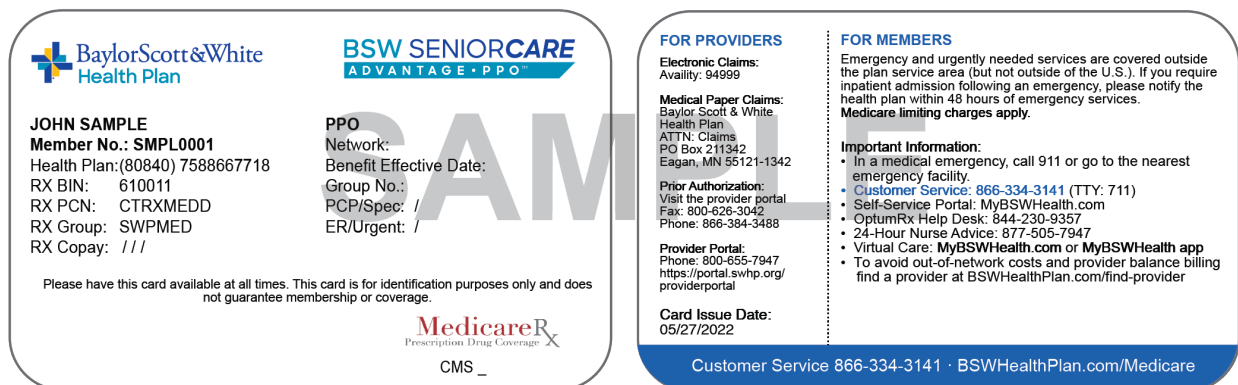 BaylorScott&White
Health Plan
BSW SENIORCARE
ADVANTAGE • PPO™
SAMPLE
JOHN SAMPLE
Member No.: SMPL0001
Health Plan:(80840) 7588667718
RX BIN: 610011
RX PCN: CTRXMEDD
RX Group: SWPMED
RX Copay: / / /
PPO
Network:
Benefit Effective Date:
Group No.:
PCP/Spec: /
ER/Urgent: /
Please have this card available at all times. This card is for identification purposes only and does
not guarantee membership or coverage.
MedicareRx
Prescription Drug Coverage
CMS _
FOR PROVIDERS
Electronic Claims:
Availity: 94999
Medical Paper Claims:
Baylor Scott & White
Health Plan
ATTN: Claims
PO Box 211342
Eagan, MN 55121-1342
Prior Authorization:
Visit the provider portal
Fax: 800-626-3042
Phone: 866-384-3488
Provider Portal:
Phone: 800-655-7947
https://portal.swhp.org/
providerportal
Card Issue Date:
05/27/2022
FOR MEMBERS
Emergency and urgently needed services are covered outside
the plan service area (but not outside of the U.S.). If you require
inpatient admission following an emergency, please notify the
health plan within 48 hours of emergency services.
Medicare limiting charges apply.
Important Information:
• In a medical emergency, call 911 or go to the nearest
emergency facility.
• Customer Service: 866-334-3141 (TTY: 711)
• Self-Service Portal: MyBSWHealth.com
• OptumRx Help Desk: 844-230-9357
• 24-Hour Nurse Advice: 877-505-7947
• Virtual Care: MyBSWHealth.com or MyBSWHealth app
• To avoid out-of-network costs and provider balance billing
find a provider at BSWHealthPlan.com/find-provider
Customer Service 866-334-3141 · BSWHealthPlan.com/Medicare